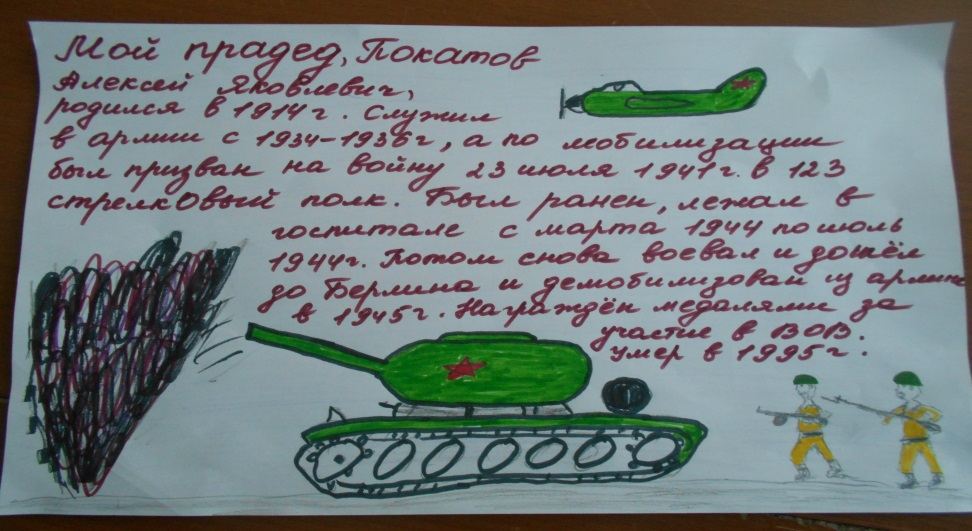 Мой прадед, Покатов
Алексей Яковлевич,
родился в 1914г. Служил
в армии с 1934-1936г, а по мобилизации
был призван на войну 23 июля 1941г. в 123
стрелковый полк. Был ранен, лежал в
госпитале с марта 1944 по июль
1944г. Потом снова воевал и дошёл
до Берлина и демобилизован из армии
в 1945г. Награждён медалями за
участие в ВОВ.
умер в 1995г.